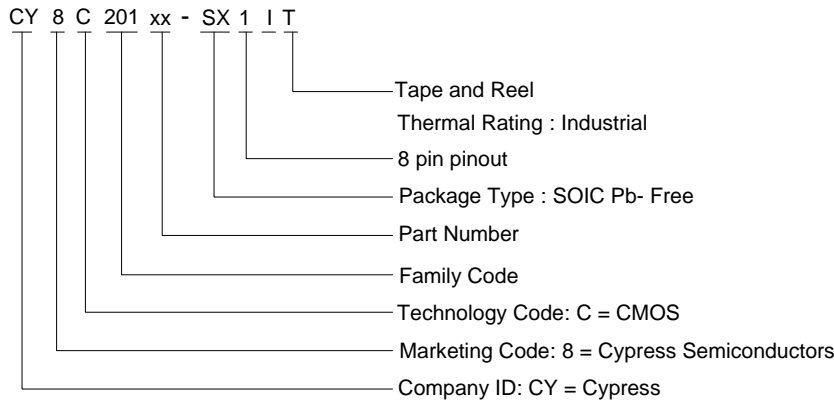 CY 8 C 201 xx - SX 1 I T
Tape and Reel
Thermal Rating : Industrial
8 pin pinout
Package Type : SOIC Pb- Free
Part Number
Family Code
Technology Code: C = CMOS
Marketing Code: 8 = Cypress Semiconductors
Company ID: CY = Cypress